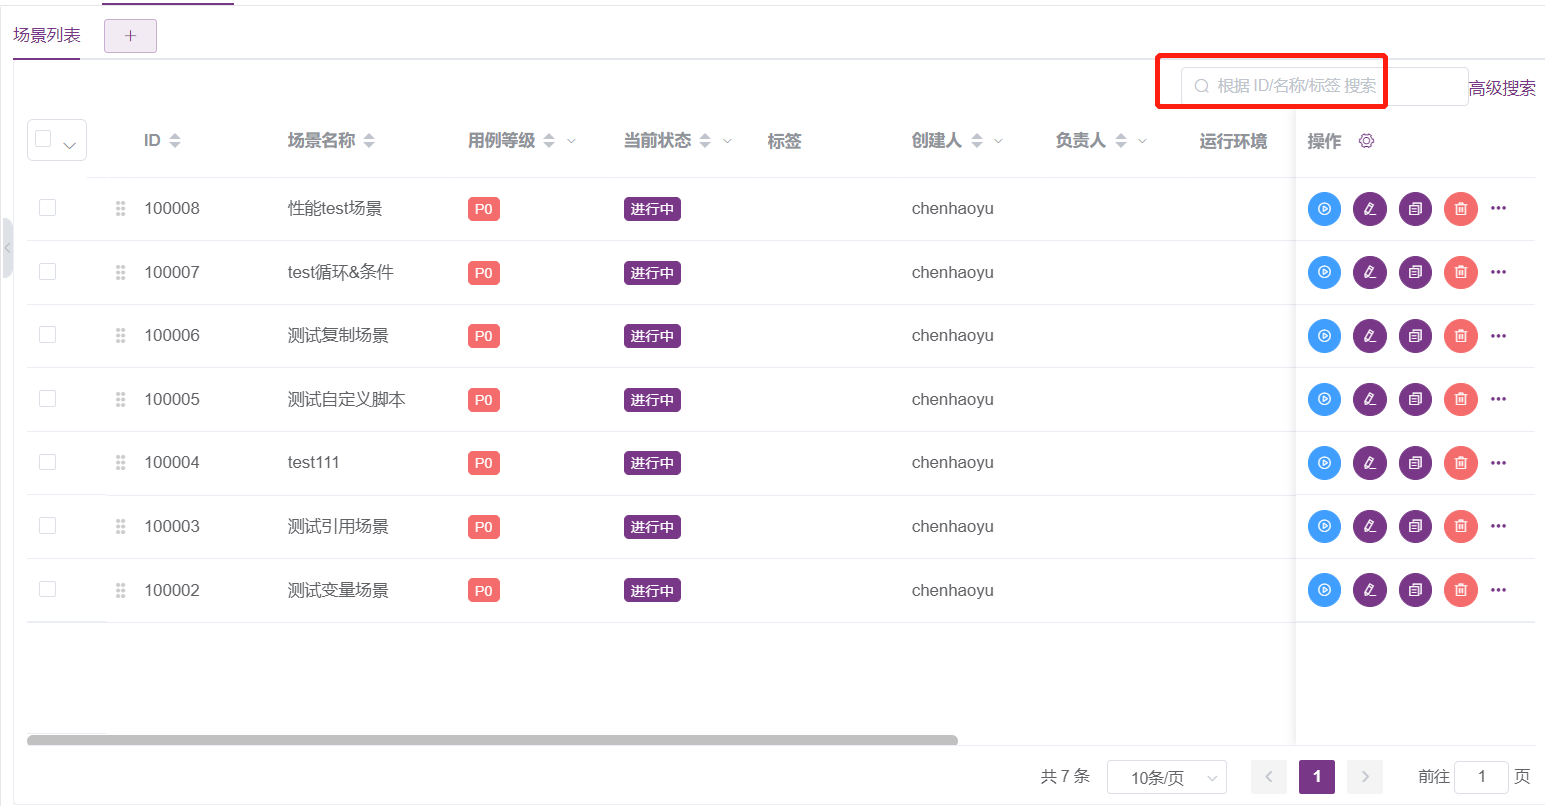 场景列表 +
根据 ID/名称/标签 搜索 高级搜索
ID 场景名称 用例等级 当前状态 标签 创建人 负责人 运行环境 操作
100008 性能test场景 P0 进行中 chenhaoyu
100007 test循环&条件 P0 进行中 chenhaoyu
100006 测试复制场景 P0 进行中 chenhaoyu
100005 测试自定义脚本 P0 进行中 chenhaoyu
100004 test111 P0 进行中 chenhaoyu
100003 测试引用场景 P0 进行中 chenhaoyu
100002 测试变量场景 P0 进行中 chenhaoyu
共 7 条 10条/页 1 前往 1 页